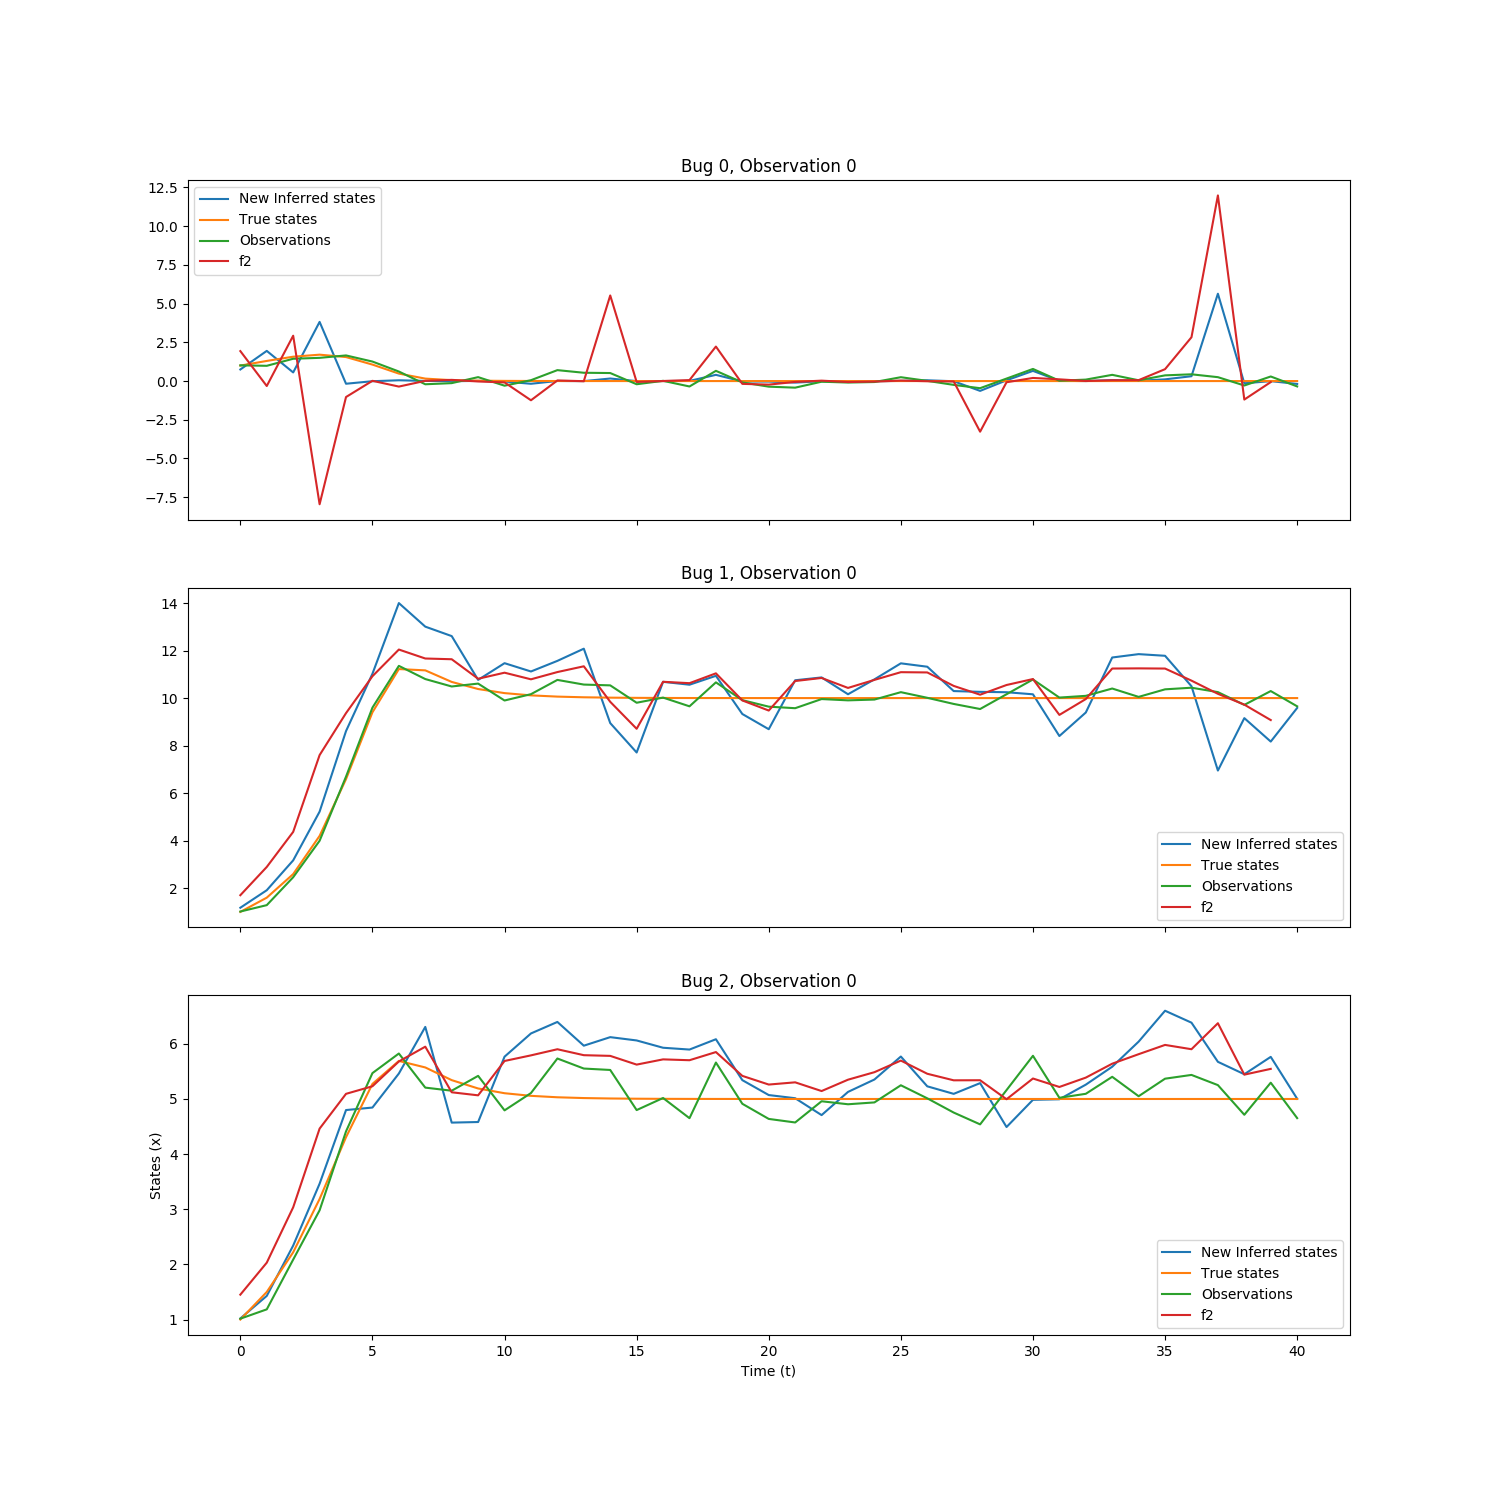 Bug 0, Observation 0
12.5
10.0
7.5
5.0
2.5
0.0
−2.5
−5.0
−7.5
New Inferred states
True states
Observations
f2
Bug 1, Observation 0
14
12
10
8
6
4
2
New Inferred states
True states
Observations
f2
Bug 2, Observation 0
States (x)
6
5
4
3
2
1
New Inferred states
True states
Observations
f2
0 5 10 15 20 25 30 35 40
Time (t)